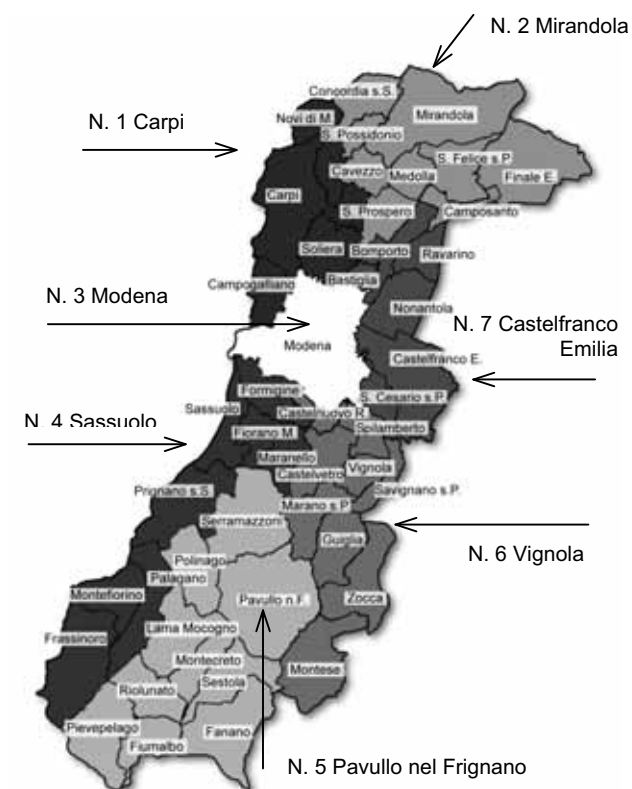 N. 2 Mirandola
Concordia s.S.
Mirandola
Novi di M.
S. Possidonio
N. 1 Carpi
S. Felice s.P.
Cavezzo
Medolla
Finale E.
Carpi
S. Prospero
Camposanto
Soliera
Bomporto
Ravarino
Bastiglia
Campogalliano
N. 3 Modena
Nonantola
N. 7 Castelfranco
Emilia
Modena
Castelfranco E.
Formigine
S. Cesario s.P.
Sassuolo
Castelnuovo R.
N. 4 Sassuolo
Fiorano M.
Spilamberto
Maranello
Vignola
Castelvetro
Prignano s.S.
Savignano s.P.
Marano s.P.
Serramazzoni
Guiglia
N. 6 Vignola
Polinago
Palagano
Montefiorino
Pavullo n.F.
Zocca
Lama Mocogno
Frassinoro
Montecreto
Montese
Sestola
Riolunato
Pievepelago
Fanano
Fiumalbo
N. 5 Pavullo nel Frignano